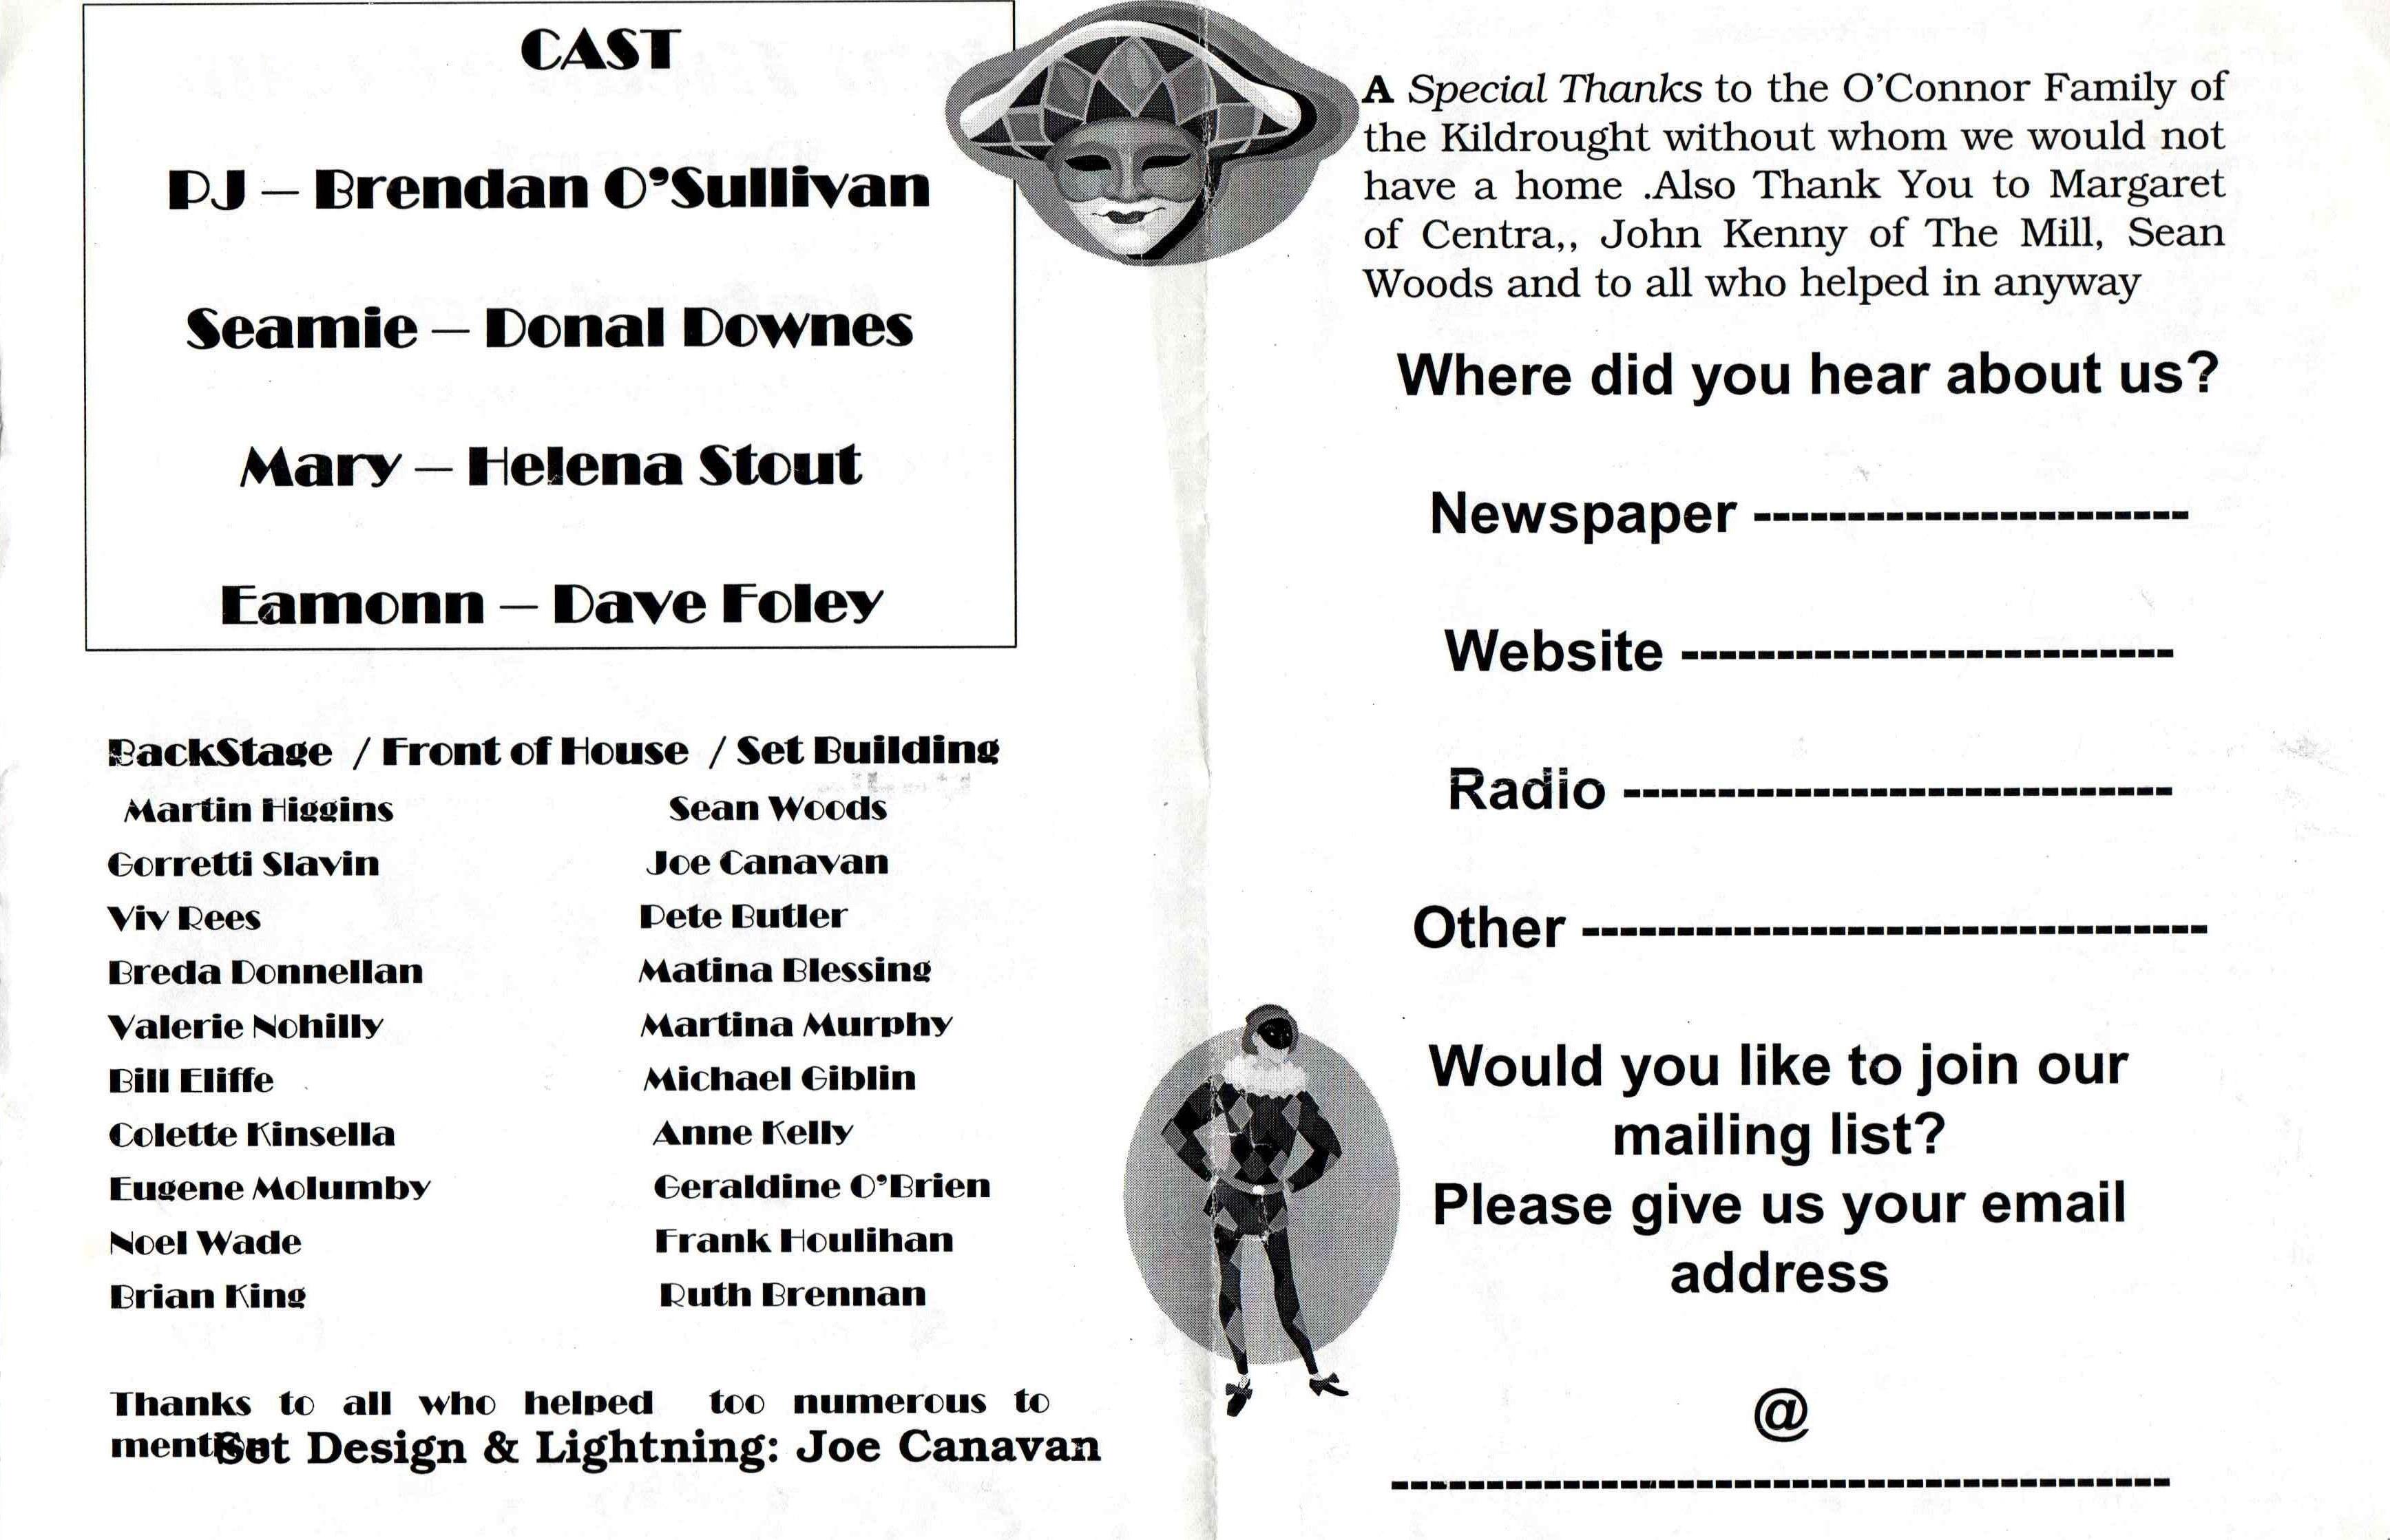 CAST
PJ – Brendan O'Sullivan
Seamie – Donal Downes
Mary – Helena Stout
Eamonn – Dave Foley
BackStage / Front of House / Set Building
Martin Higgins Sean Woods
Gorretti Slavin Joe Canavan
Viv Rees Pete Butler
Breda Donnellan Matina Blessing
Valerie Nohilly Martina Murphy
Bill Eliffe Michael Giblin
Colette Kinsella Anne Kelly
Eugene Molumby Geraldine O'Brien
Noel Wade Frank Houlihan
Brian King Ruth Brennan
Thanks to all who helped too numerous to
mention
Set Design & Lightning: Joe Canavan
A Special Thanks to the O'Connor Family of
the Kildrought without whom we would not
have a home .Also Thank You to Margaret
of Centra,, John Kenny of The Mill, Sean
Woods and to all who helped in anyway
Where did you hear about us?
Newspaper -----------------------
Website --------------------------
Radio -----------------------------
Other ---------------------------------
Would you like to join our
mailing list?
Please give us your email
address
@
-----------------------------------------